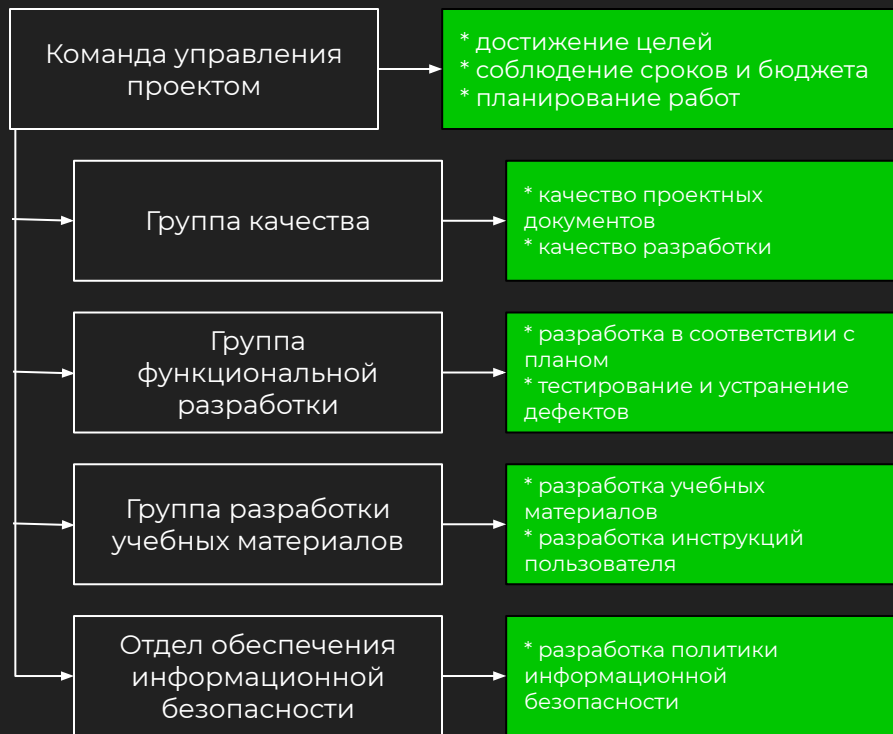 Команда управления
проектом
* достижение целей
* соблюдение сроков и бюджета
* планирование работ
Группа качества
* качество проектных
документов
* качество разработки
Группа
функциональной
разработки
* разработка в соответствии с
планом
* тестирование и устранение
дефектов
Группа разработки
учебных материалов
* разработка учебных
материалов
* разработка инструкций
пользователя
Отдел обеспечения
информационной
безопасности
* разработка политики
информационной
безопасности